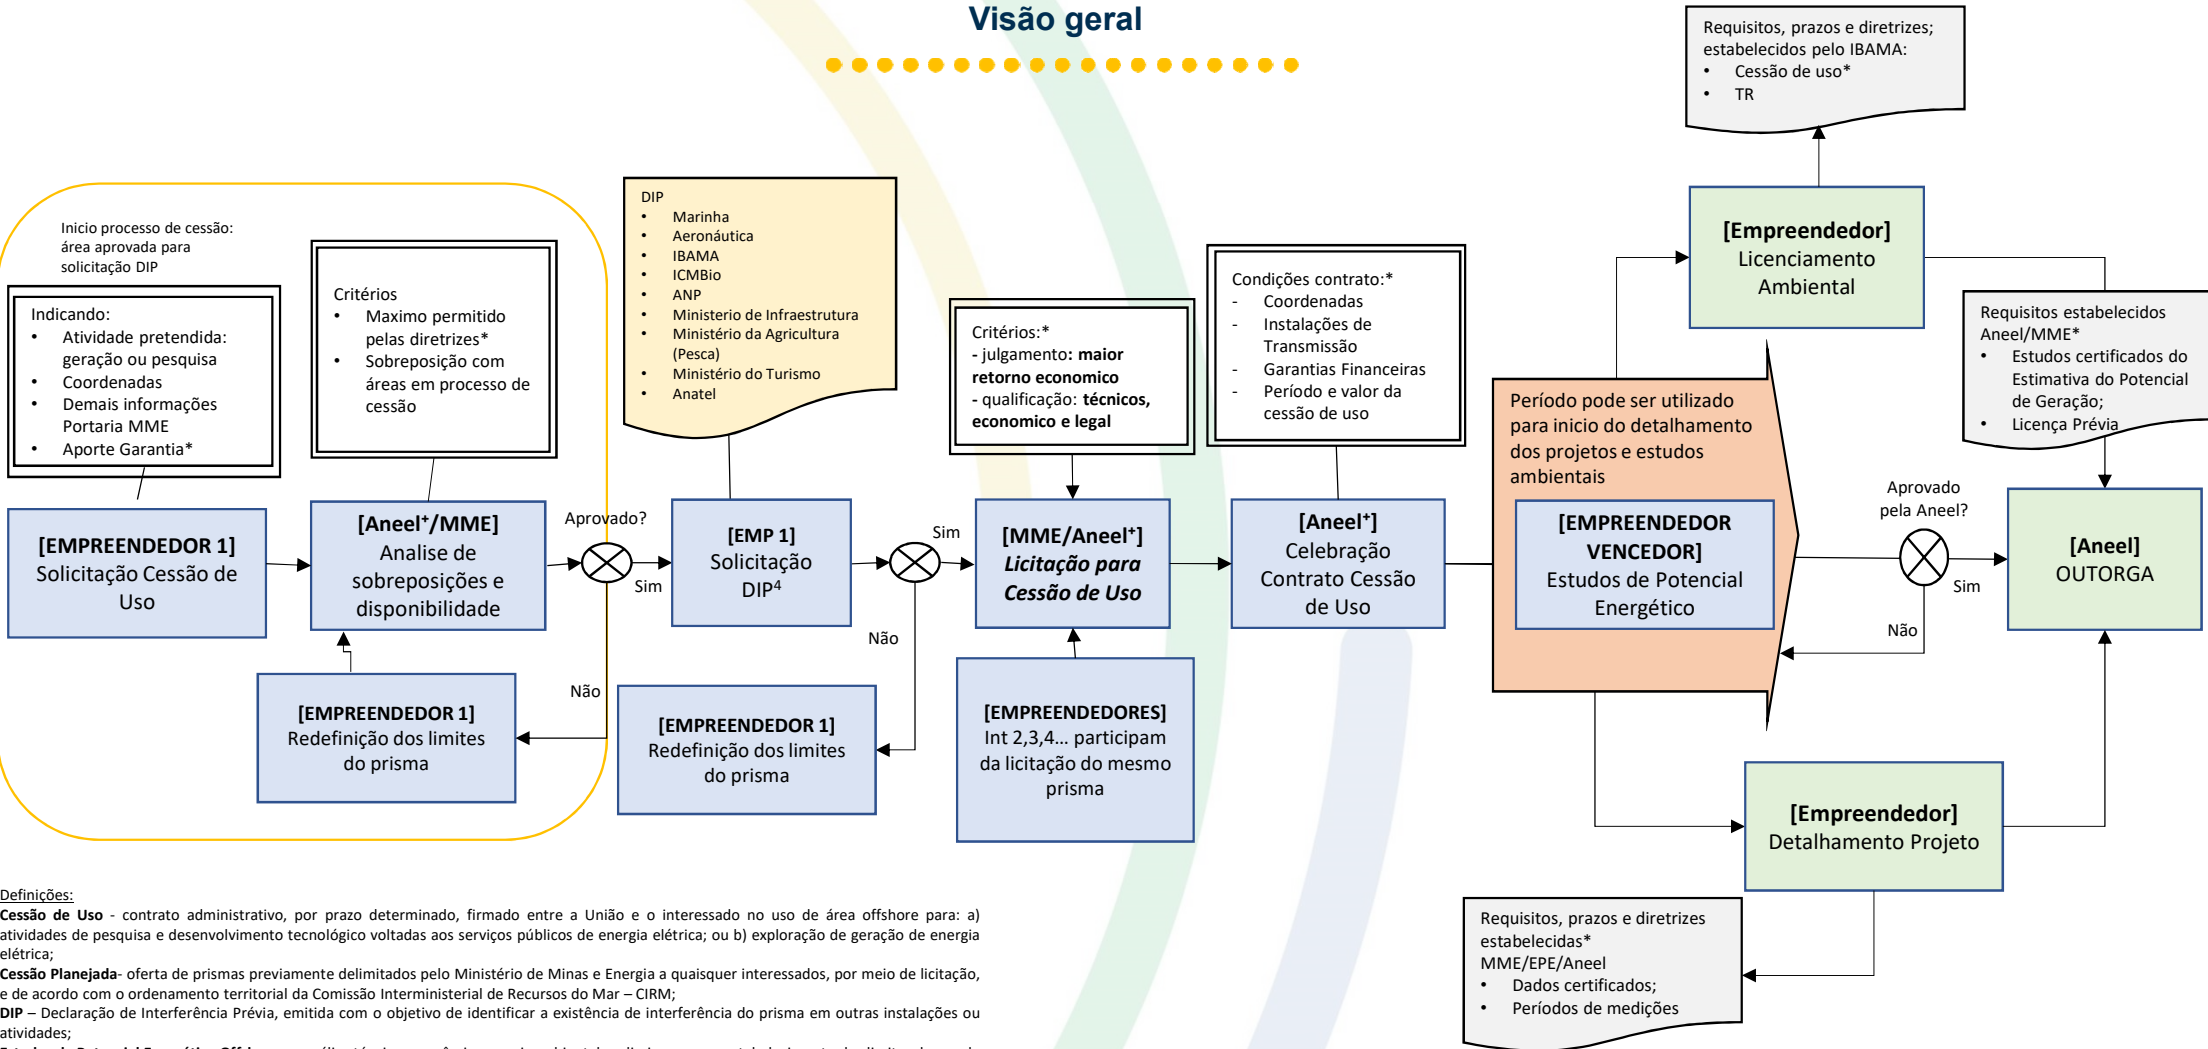 Visão geral
Requisitos, prazos e diretrizes;
estabelecidos pelo IBAMA:
• Cessão de uso*
• TR
Inicio processo de cessão:
área aprovada para
solicitação DIP
Indicando:
• Atividade pretendida:
geração ou pesquisa
• Coordenadas
• Demais informações
Portaria MME
• Aporte Garantia*
Critérios
• Maximo permitido
pelas diretrizes*
• Sobreposição com
áreas em processo de
cessão
DIP
• Marinha
• Aeronáutica
• IBAMA
• ICMBio
• ANP
• Ministerio de Infraestrutura
• Ministério da Agricultura
(Pesca)
• Ministério do Turismo
• Anatel
Critérios:*
- julgamento: maior
retorno economico
- qualificação: técnicos,
economico e legal
Condições contrato:*
- Coordenadas
- Instalações de
Transmissão
- Garantias Financeiras
- Período e valor da
cessão de uso
[Empreendedor]
Licenciamento
Ambiental
Requisitos estabelecidos
Aneel/MME*
• Estudos certificados do
Estimativa do Potencial
de Geração;
• Licença Prévia
Período pode ser utilizado
para inicio do detalhamento
dos projetos e estudos
ambientais
[EMPREENDEDOR 1]
Solicitação Cessão de
Uso
[Aneel⁺/MME]
Analise de
sobreposições e
disponibilidade
Aprovado?
Sim
[EMP 1]
Solicitação
DIP⁴
Sim
[MME/Aneel⁺]
Licitação para
Cessão de Uso
[Aneel⁺]
Celebração
Contrato Cessão
de Uso
[EMPREENDEDOR
VENCEDOR]
Estudos de Potencial
Energético
Aprovado
pela Aneel?
Sim
Não
[Aneel]
OUTORGA
Não
Não
[EMPREENDEDOR 1]
Redefinição dos limites
do prisma
[EMPREENDEDOR 1]
Redefinição dos limites
do prisma
[EMPREENDEDORES]
Int 2,3,4... participam
da licitação do mesmo
prisma
[Empreendedor]
Detalhamento Projeto
Requisitos, prazos e diretrizes
estabelecidas*
MME/EPE/Aneel
• Dados certificados;
• Períodos de medições
Definições:
Cessão de Uso - contrato administrativo, por prazo determinado, firmado entre a União e o interessado no uso de área offshore para: a)
atividades de pesquisa e desenvolvimento tecnológico voltadas aos serviços públicos de energia elétrica; ou b) exploração de geração de energia
elétrica;
Cessão Planejada- oferta de prismas previamente delimitados pelo Ministério de Minas e Energia a quaisquer interessados, por meio de licitação,
e de acordo com o ordenamento territorial da Comissão Interministerial de Recursos do Mar – CIRM;
DIP – Declaração de Interferência Prévia, emitida com o objetivo de identificar a existência de interferência do prisma em outras instalações ou
atividades;